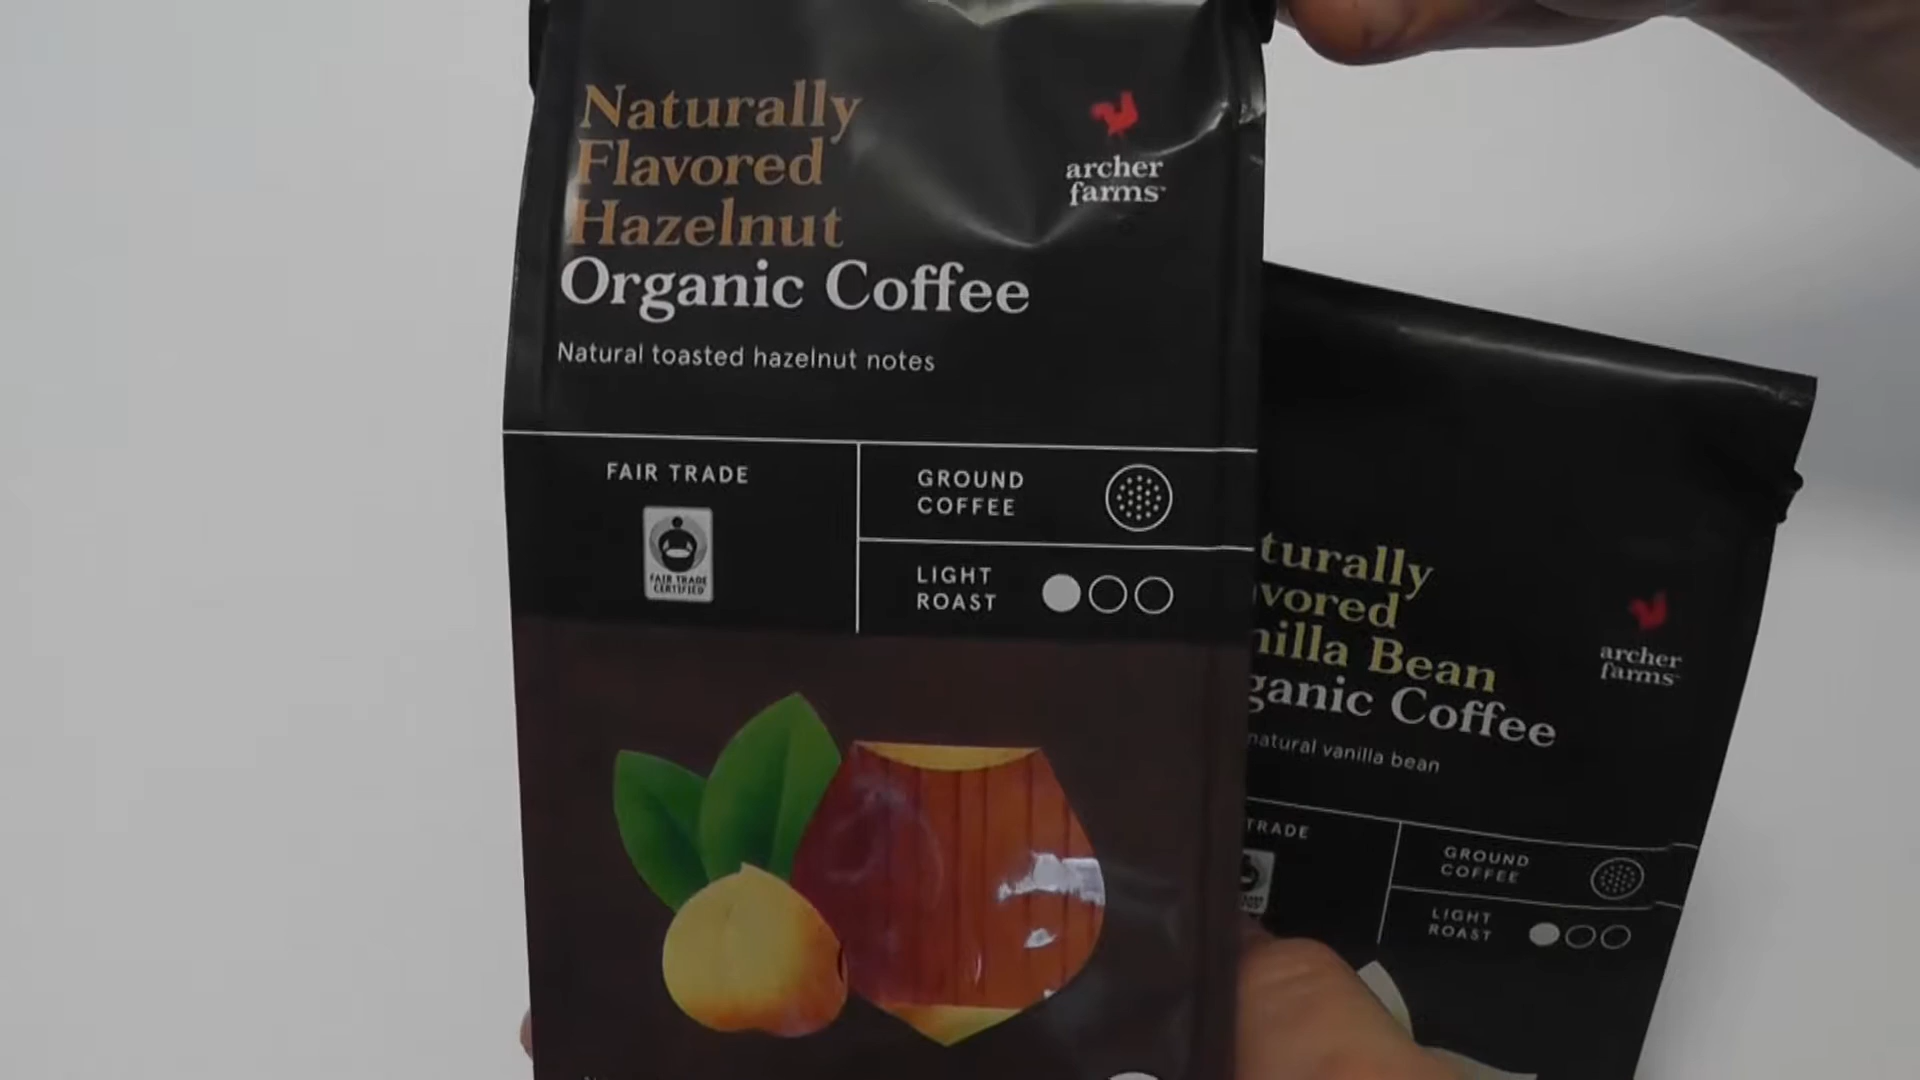 Naturally
Flavored
Hazelnut
Organic Coffee
Natural toasted hazelnut notes
archer
farms
FAIR TRADE
FAIR TRADE
CERTIFIED
GROUND
COFFEE
LIGHT
ROAST
turally
vored
nilla Bean
ganic Coffee
natural vanilla bean
archer
farms
TRADE
GROUND
COFFEE
LIGHT
ROAST